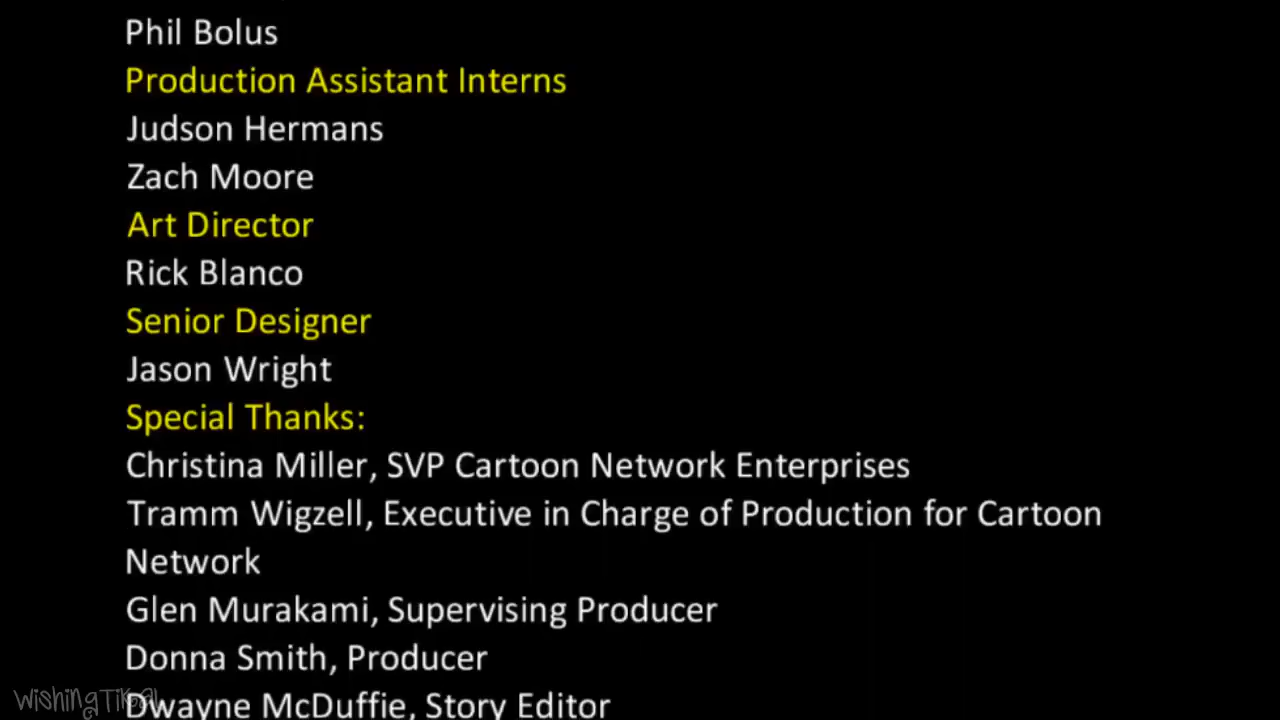 Phil Bolus
Production Assistant Interns
Judson Hermans
Zach Moore
Art Director
Rick Blanco
Senior Designer
Jason Wright
Special Thanks:
Christina Miller, SVP Cartoon Network Enterprises
Tramm Wigzell, Executive in Charge of Production for Cartoon
Network
Glen Murakami, Supervising Producer
Donna Smith, Producer
Dwayne McDuffie, Story Editor